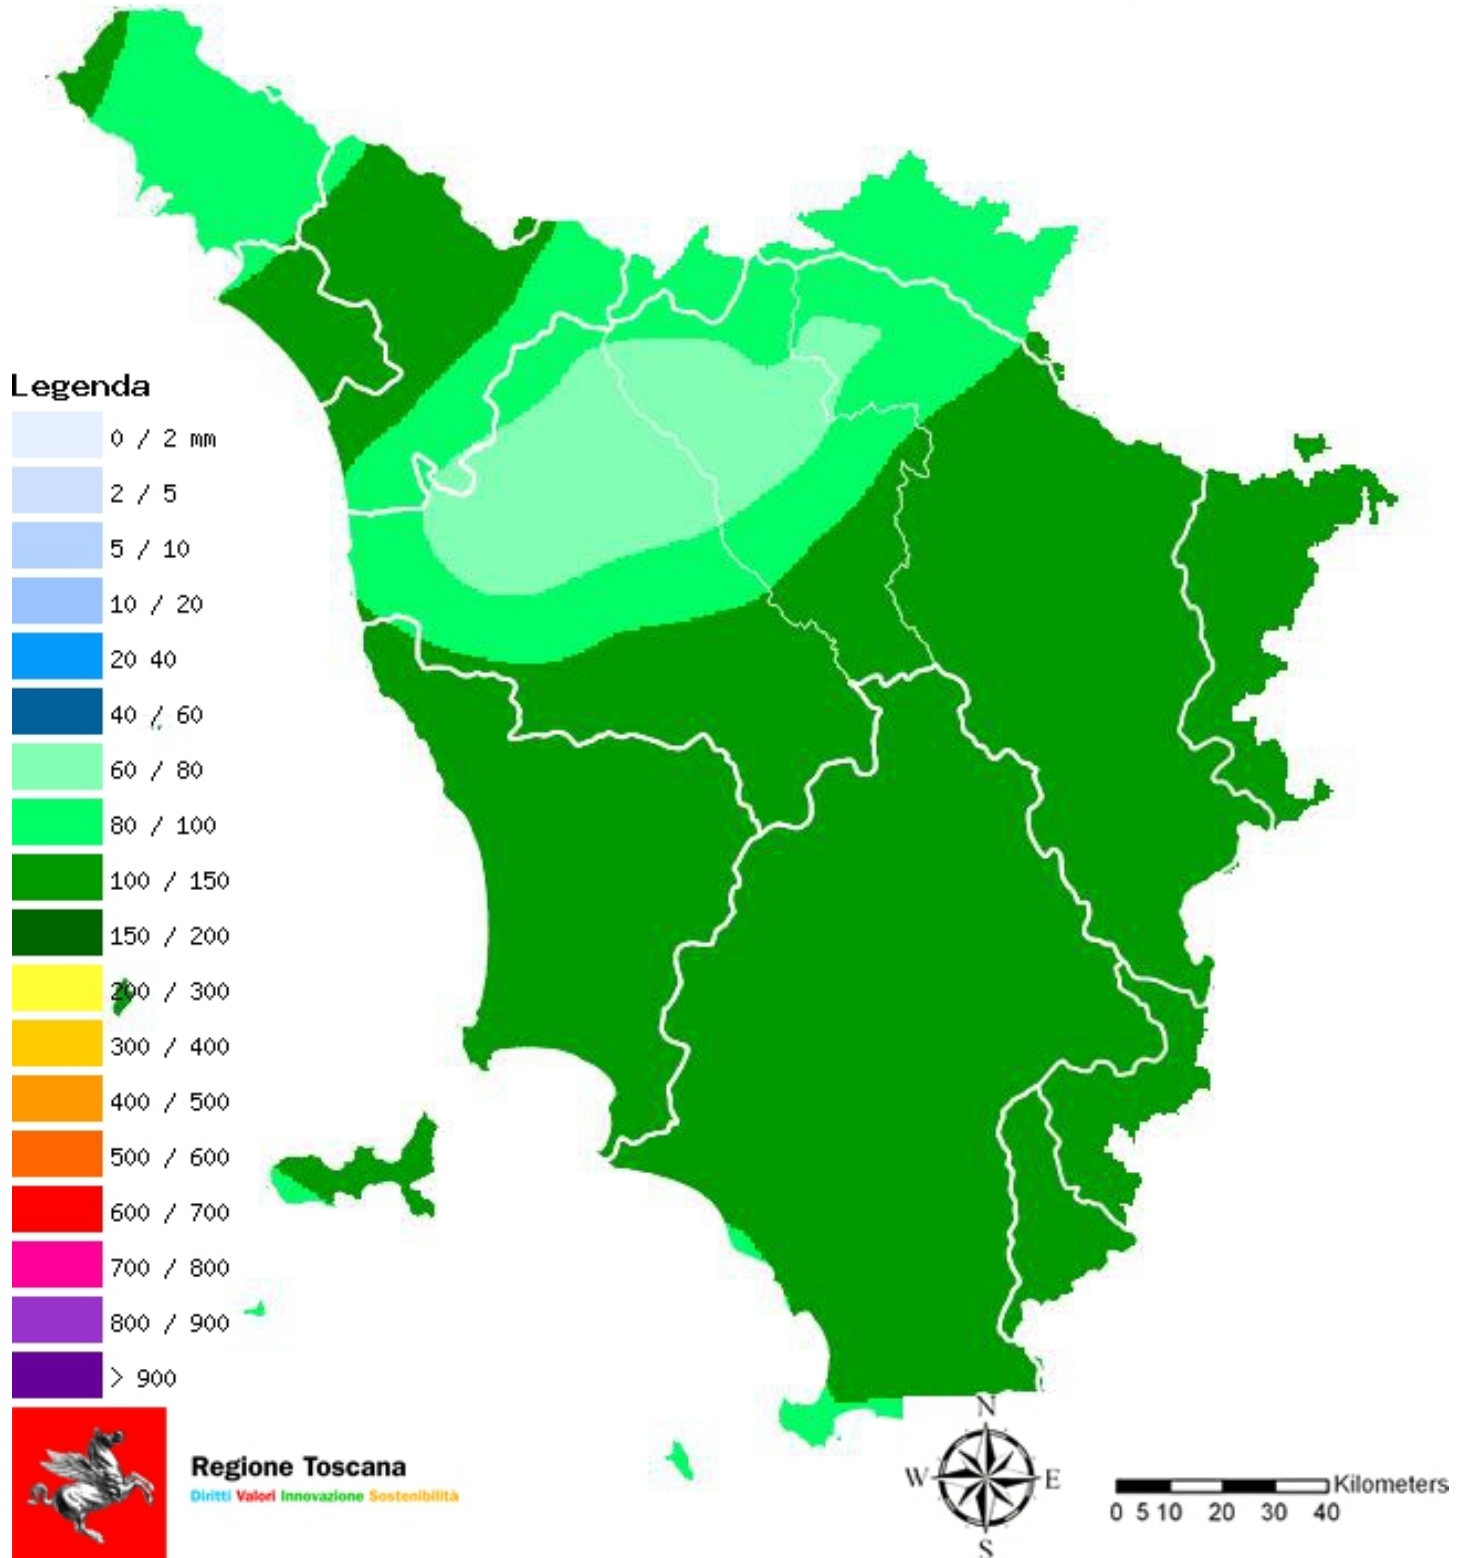 Legenda
0 / 2 mm
2 / 5
5 / 10
10 / 20
20 40
40 / 60
60 / 80
80 / 100
100 / 150
150 / 200
200 / 300
300 / 400
400 / 500
500 / 600
600 / 700
700 / 800
800 / 900
> 900
Regione Toscana
Diritti Valori Innovazione Sostenibilità
N
W E
S
Kilometers
0 5 10 20 30 40